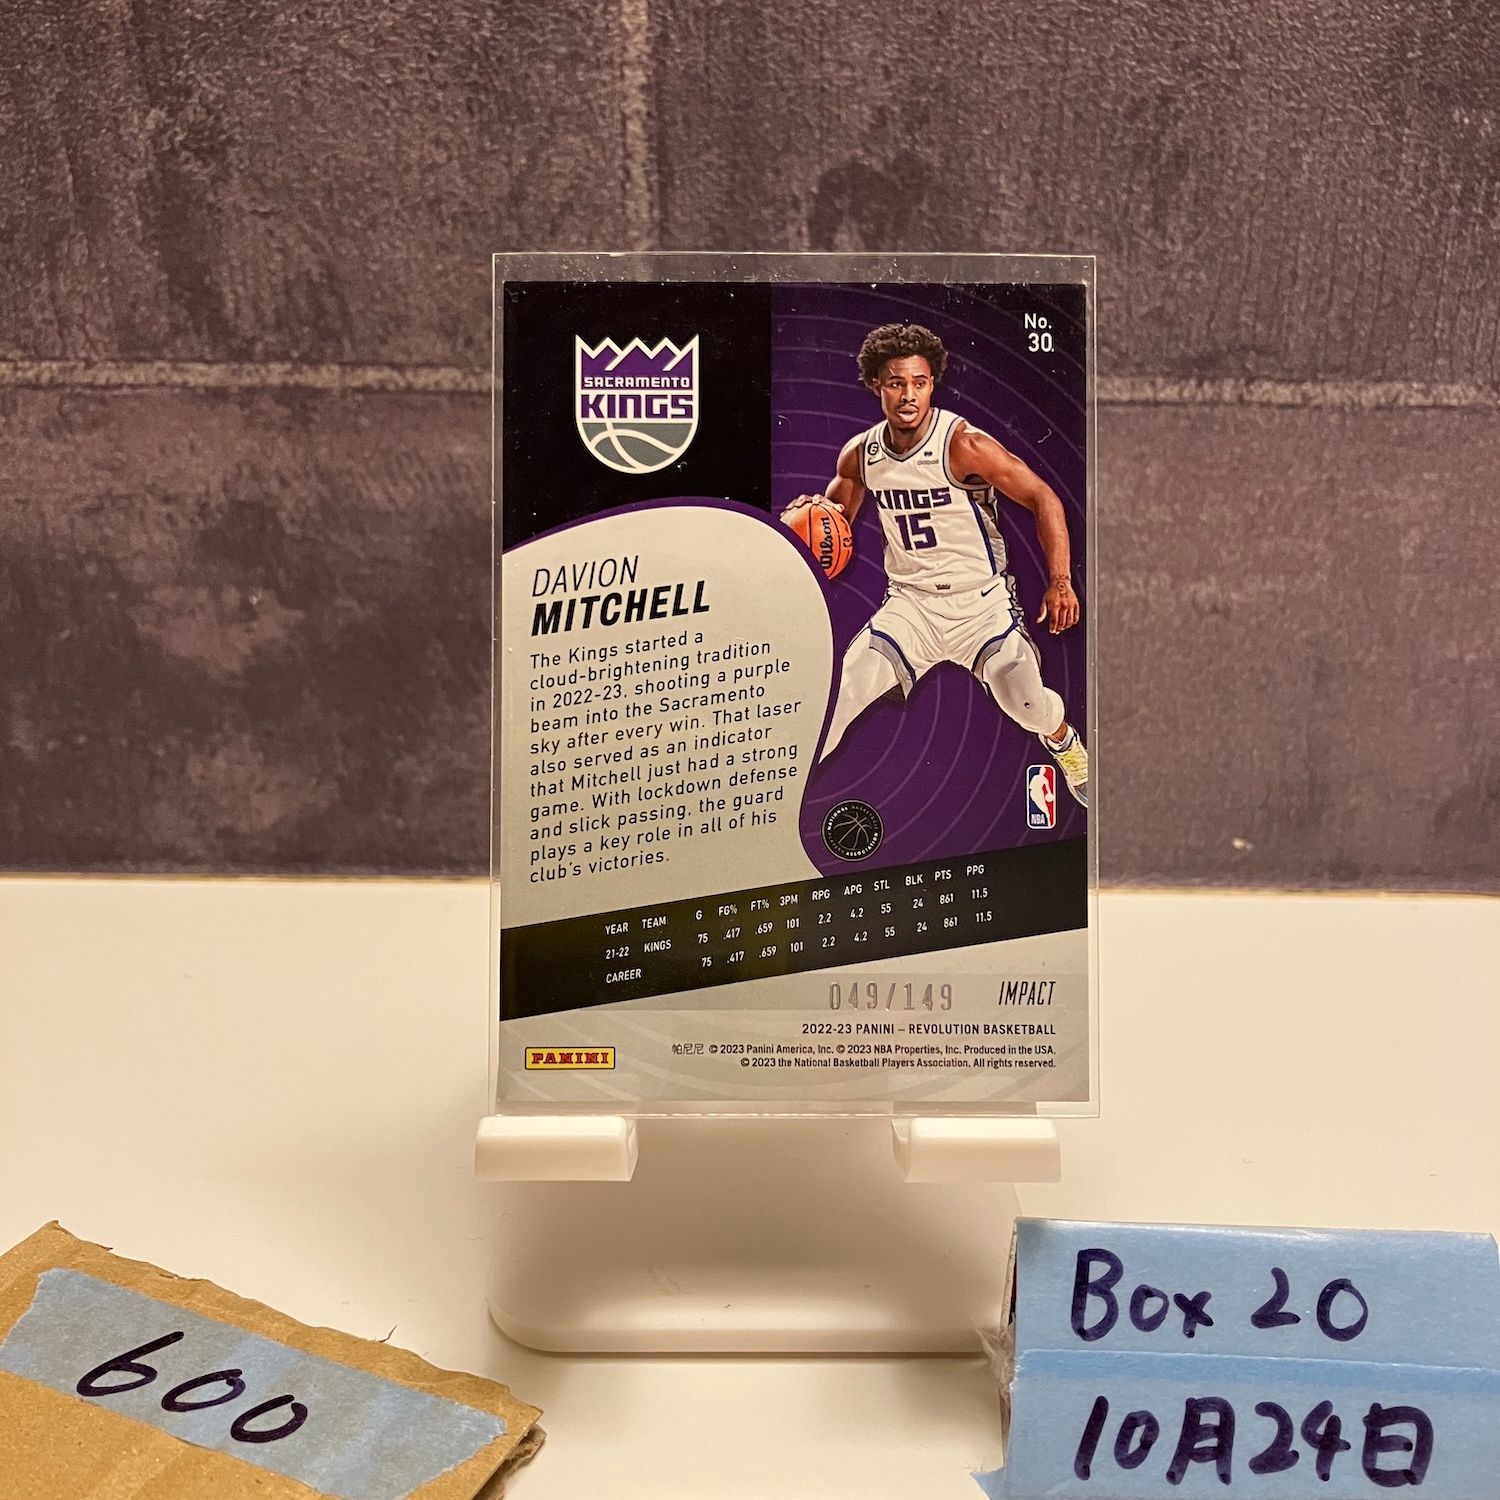 No.
30
SACRAMENTO
KINGS
KINGS
15
Wilson
DAVION
MITCHELL
The Kings started a
cloud-brightening tradition
in 2022-23, shooting a purple
beam into the Sacramento
sky after every win. That laser
also served as an indicator
that Mitchell just had a strong
game. With lockdown defense
and slick passing, the guard
plays a key role in all of his
club's victories.
NBA
YEAR TEAM G FG% FT% 3PM RPG APG STL BLK PTS PPG
21-22 KINGS 75 .417 .659 101 2.2 4.2 55 24 861 11.5
CAREER 75 .417 .659 101 2.2 4.2 55 24 861 11.5
049/149
IMPACT
2022-23 PANINI – REVOLUTION BASKETBALL
PANINI
帕尼尼 © 2023 Panini America, Inc. © 2023 NBA Properties, Inc. Produced in the USA.
© 2023 the National Basketball Players Association. All rights reserved.
600
Box 20
10月24日